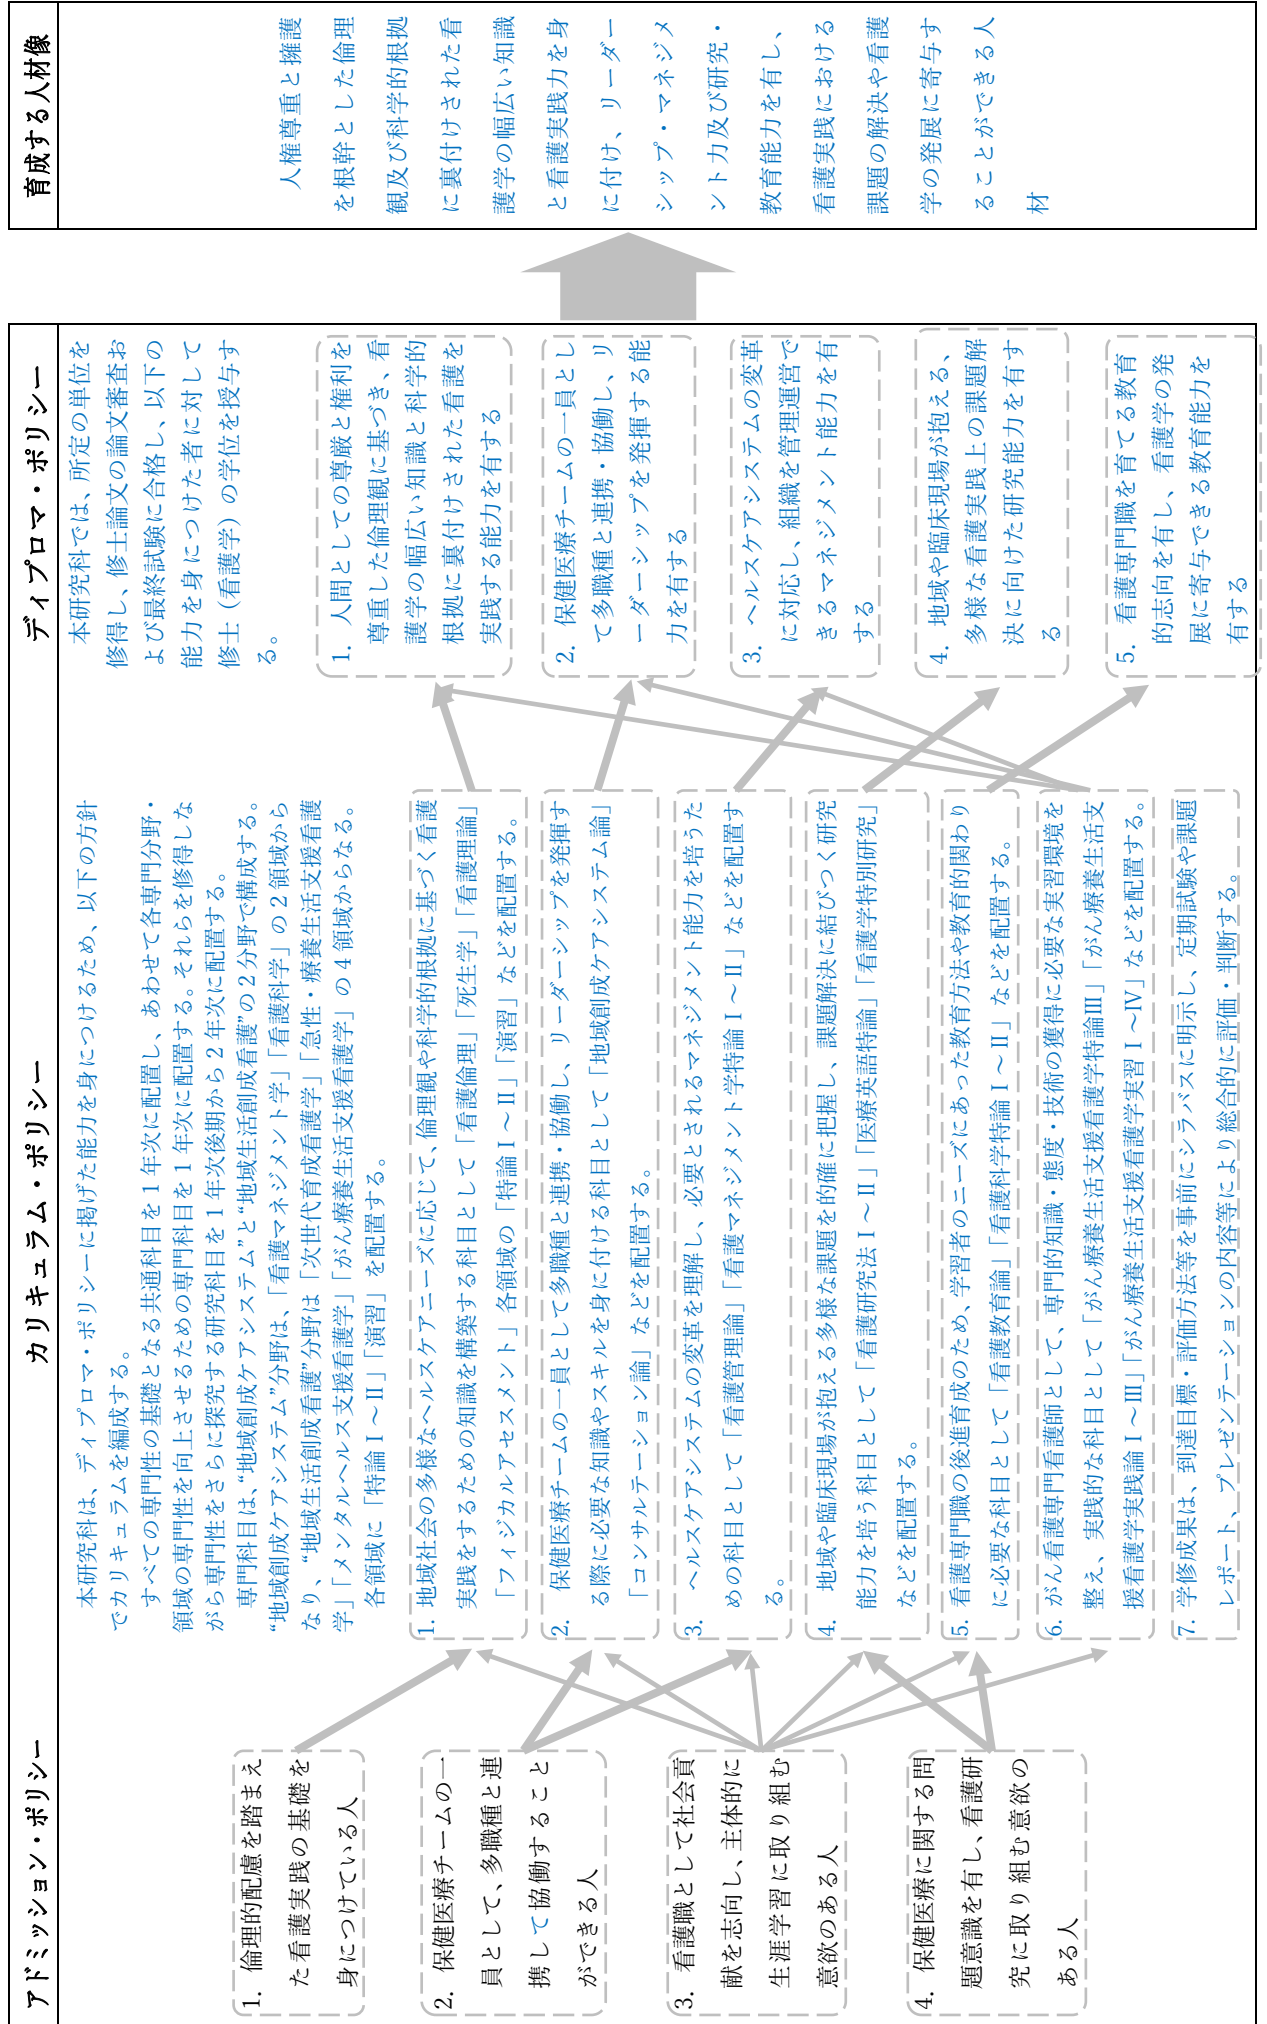 アドミッション・ポリシー
1. 倫理的配慮を踏まえ
た看護実践の基礎を
身につけている人
2. 保健医療チームの一
員として、多職種と連
携して協働すること
ができる人
3. 看護職として社会貢
献を志向し、主体的に
生涯学習に取り組む
意欲のある人
4. 保健医療に関する問
題意識を有し、看護研
究に取り組む意欲の
ある人
カリキュラム・ポリシー
本研究科は、ディプロマ・ポリシーに掲げた能力を身につけるため、以下の方針
でカリキュラムを編成する。
すべての専門性の基礎となる共通科目を1年次に配置し、あわせて各専門分野・
領域の専門性を向上させるための専門科目を1年次に配置する。それらを修得しな
がら専門性をさらに探究する研究科目を1年次後期から2年次に配置する。
専門科目は、“地域創成ケアシステム”と“地域生活創成看護”の2分野で構成する。
“地域創成ケアシステム”分野は、「看護マネジメント学」「看護科学」の2領域から
なり、“地域生活創成看護”分野は「次世代育成看護学」「急性・療養生活支援看護
学」「メンタルヘルス支援看護学」「がん療養生活支援看護学」の4領域からなる。
各領域に「特論Ⅰ～Ⅱ」「演習」を配置する。
1. 地域社会の多様なヘルスケアニーズに応じて、倫理観や科学的根拠に基づく看護
実践をするための知識を構築する科目として「看護倫理」「死生学」「看護理論」
「フィジカルアセスメント」各領域の「特論Ⅰ～Ⅱ」「演習」などを配置する。
2. 保健医療チームの一員として多職種と連携・協働し、リーダーシップを発揮す
る際に必要な知識やスキルを身に付ける科目として「地域創成ケアシステム論」
「コンサルテーション論」などを配置する。
3. ヘルスケアシステムの変革を理解し、必要とされるマネジメント能力を培うた
めの科目として「看護管理論」「看護マネジメント学特論Ⅰ～Ⅱ」などを配置す
る。
4. 地域や臨床現場が抱える多様な課題を的確に把握し、課題解決に結びつく研究
能力を培う科目として「看護研究法Ⅰ～Ⅱ」「医療英語特論」「看護学特別研究」
などを配置する。
5. 看護専門職の後進育成のため、学習者のニーズにあった教育方法や教育的関わり
に必要な科目として「看護教育論」「看護科学特論Ⅰ～Ⅱ」などを配置する。
6. がん看護専門看護師として、専門的知識・態度・技術の獲得に必要な実習環境を
整え、実践的な科目として「がん療養生活支援看護学特論Ⅲ」「がん療養生活支
援看護学実践論Ⅰ～Ⅲ」「がん療養生活支援看護学実習Ⅰ～Ⅳ」などを配置する。
7. 学修成果は、到達目標・評価方法等を事前にシラバスに明示し、定期試験や課題
レポート、プレゼンテーションの内容等により総合的に評価・判断する。
ディプロマ・ポリシー
本研究科では、所定の単位を
修得し、修士論文の論文審査お
よび最終試験に合格し、以下の
能力を身につけた者に対して
修士（看護学）の学位を授与す
る。
1. 人間としての尊厳と権利を
尊重した倫理観に基づき、看
護学の幅広い知識と科学的
根拠に裏付けされた看護を
実践する能力を有する
2. 保健医療チームの一員とし
て多職種と連携・協働し、リ
ーダーシップを発揮する能
力を有する
3. ヘルスケアシステムの変革
に対応し、組織を管理運営で
きるマネジメント能力を有
する
4. 地域や臨床現場が抱える、
多様な看護実践上の課題解
決に向けた研究能力を有す
る
5. 看護専門職を育てる教育
的志向を有し、看護学の発
展に寄与できる教育能力を
有する
育成する人材像
人権尊重と擁護
を根幹とした倫理
観及び科学的根拠
に裏付けされた看
護学の幅広い知識
と看護実践力を身
に付け、リーダー
シップ・マネジメ
ント力及び研究・
教育能力を有し、
看護実践における
課題の解決や看護
学の発展に寄与す
ることができる人
材